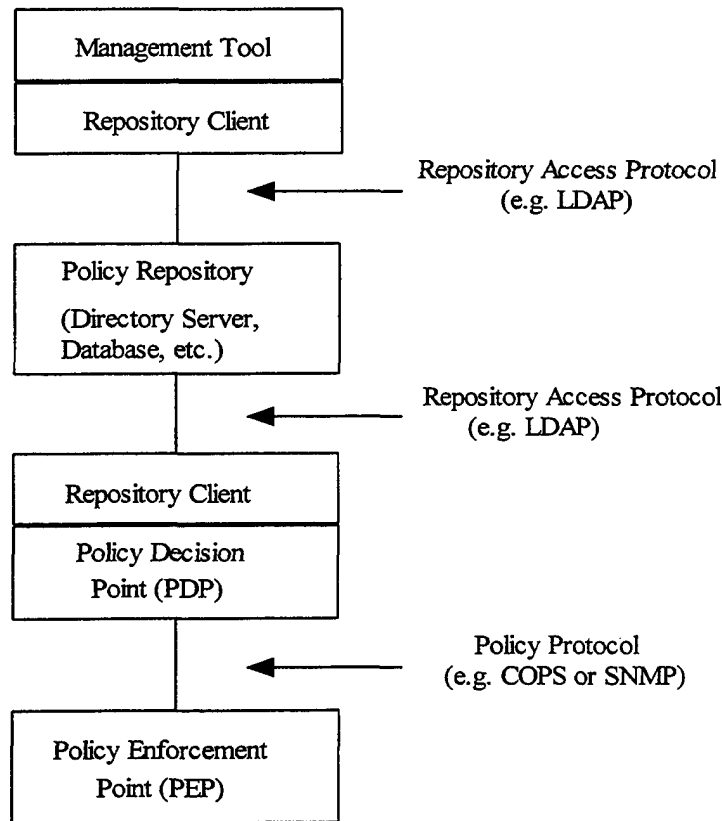 Management Tool
Repository Client
Repository Access Protocol
(e.g. LDAP)
Policy Repository
(Directory Server,
Database, etc.)
Repository Access Protocol
(e.g. LDAP)
Repository Client
Policy Decision
Point (PDP)
Policy Protocol
(e.g. COPS or SNMP)
Policy Enforcement
Point (PEP)